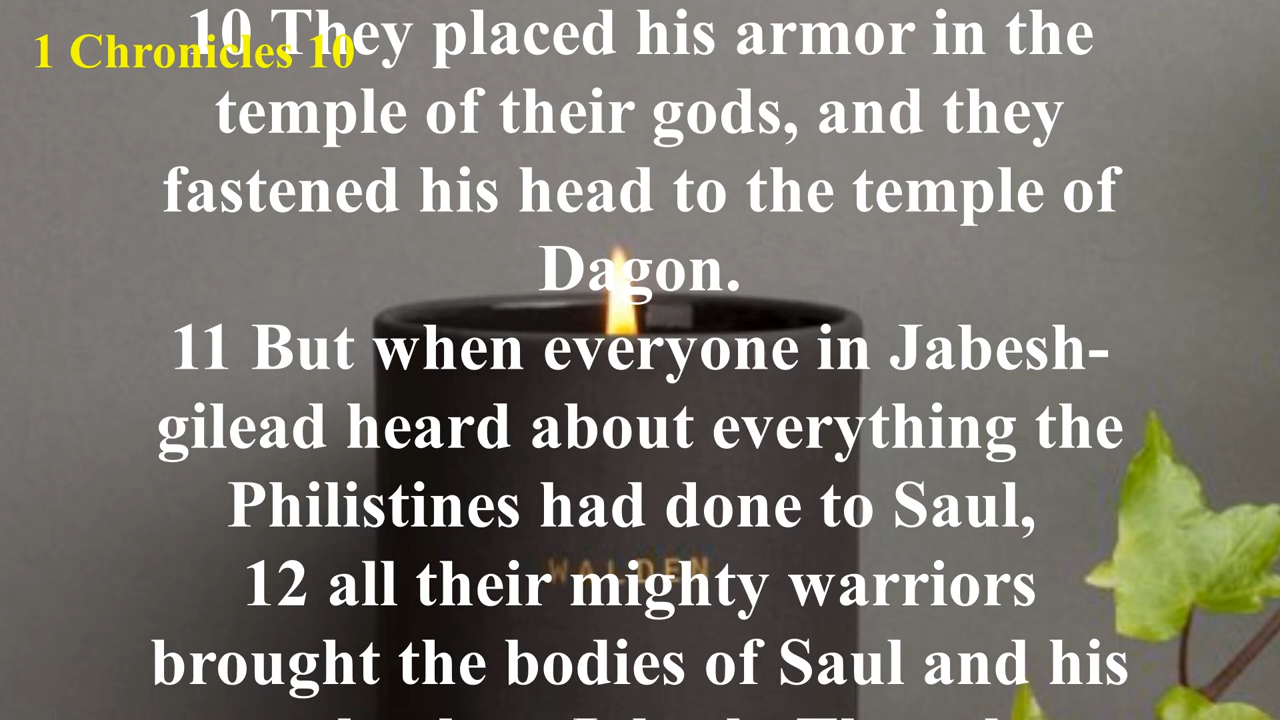 1 Chronicles 10
10 They placed his armor in the
temple of their gods, and they
fastened his head to the temple of
Dagon.
11 But when everyone in Jabesh-
gilead heard about everything the
Philistines had done to Saul,
12 all their mighty warriors
WALDEN
brought the bodies of Saul and his